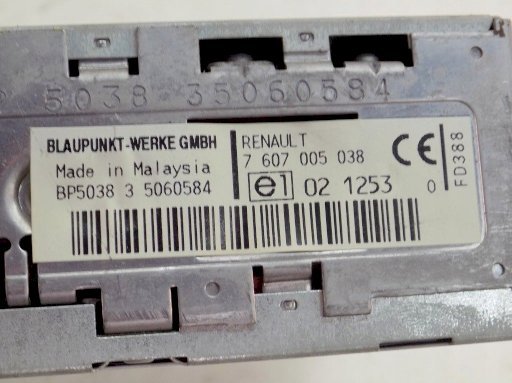 5038 35060584
BLAUPUNKT-WERKE GMBH
Made in Malaysia
BP5038 3 5060584
RENAULT
7 607 005 038
e1 02 1253 0
CE
FD388